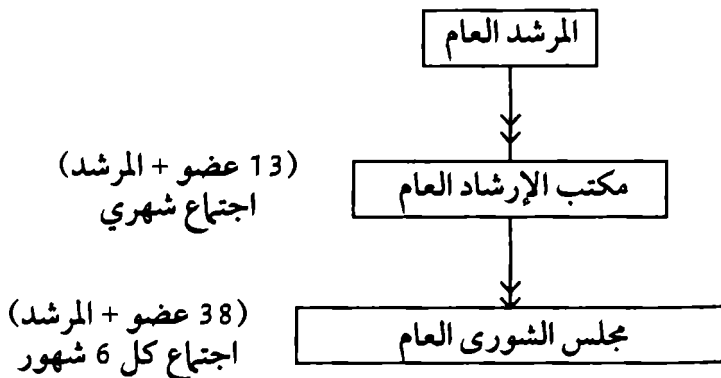 المرشد العام
مكتب الإرشاد العام
(13 عضو + المرشد)
اجتماع شهري
مجلس الشورى العام
(38 عضو + المرشد)
اجتماع كل 6 شهور